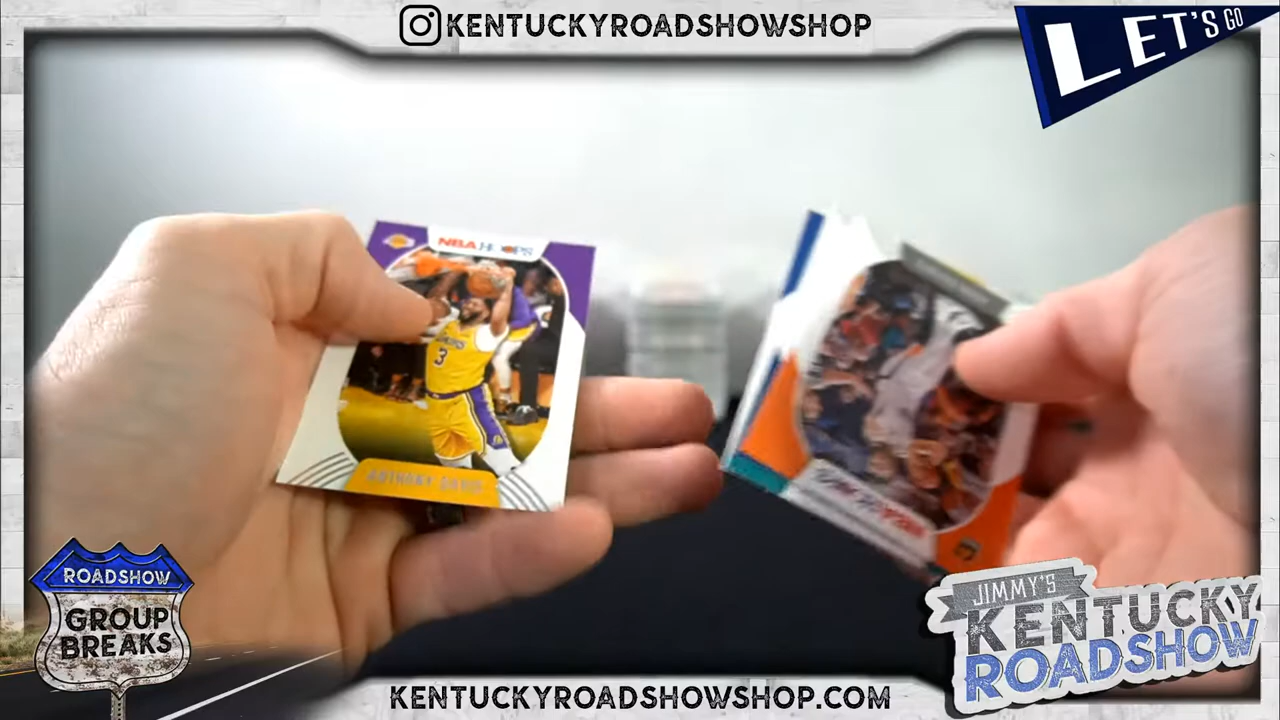 KENTUCKYROADSHOWSHOP
LET'S GO
NBA HOOPS
3
ANTHONY DAVIS
ROADSHOW
GROUP
BREAKS
JIMMY'S
KENTUCKY
ROADSHOW
KENTUCKYROADSHOWSHOP.COM